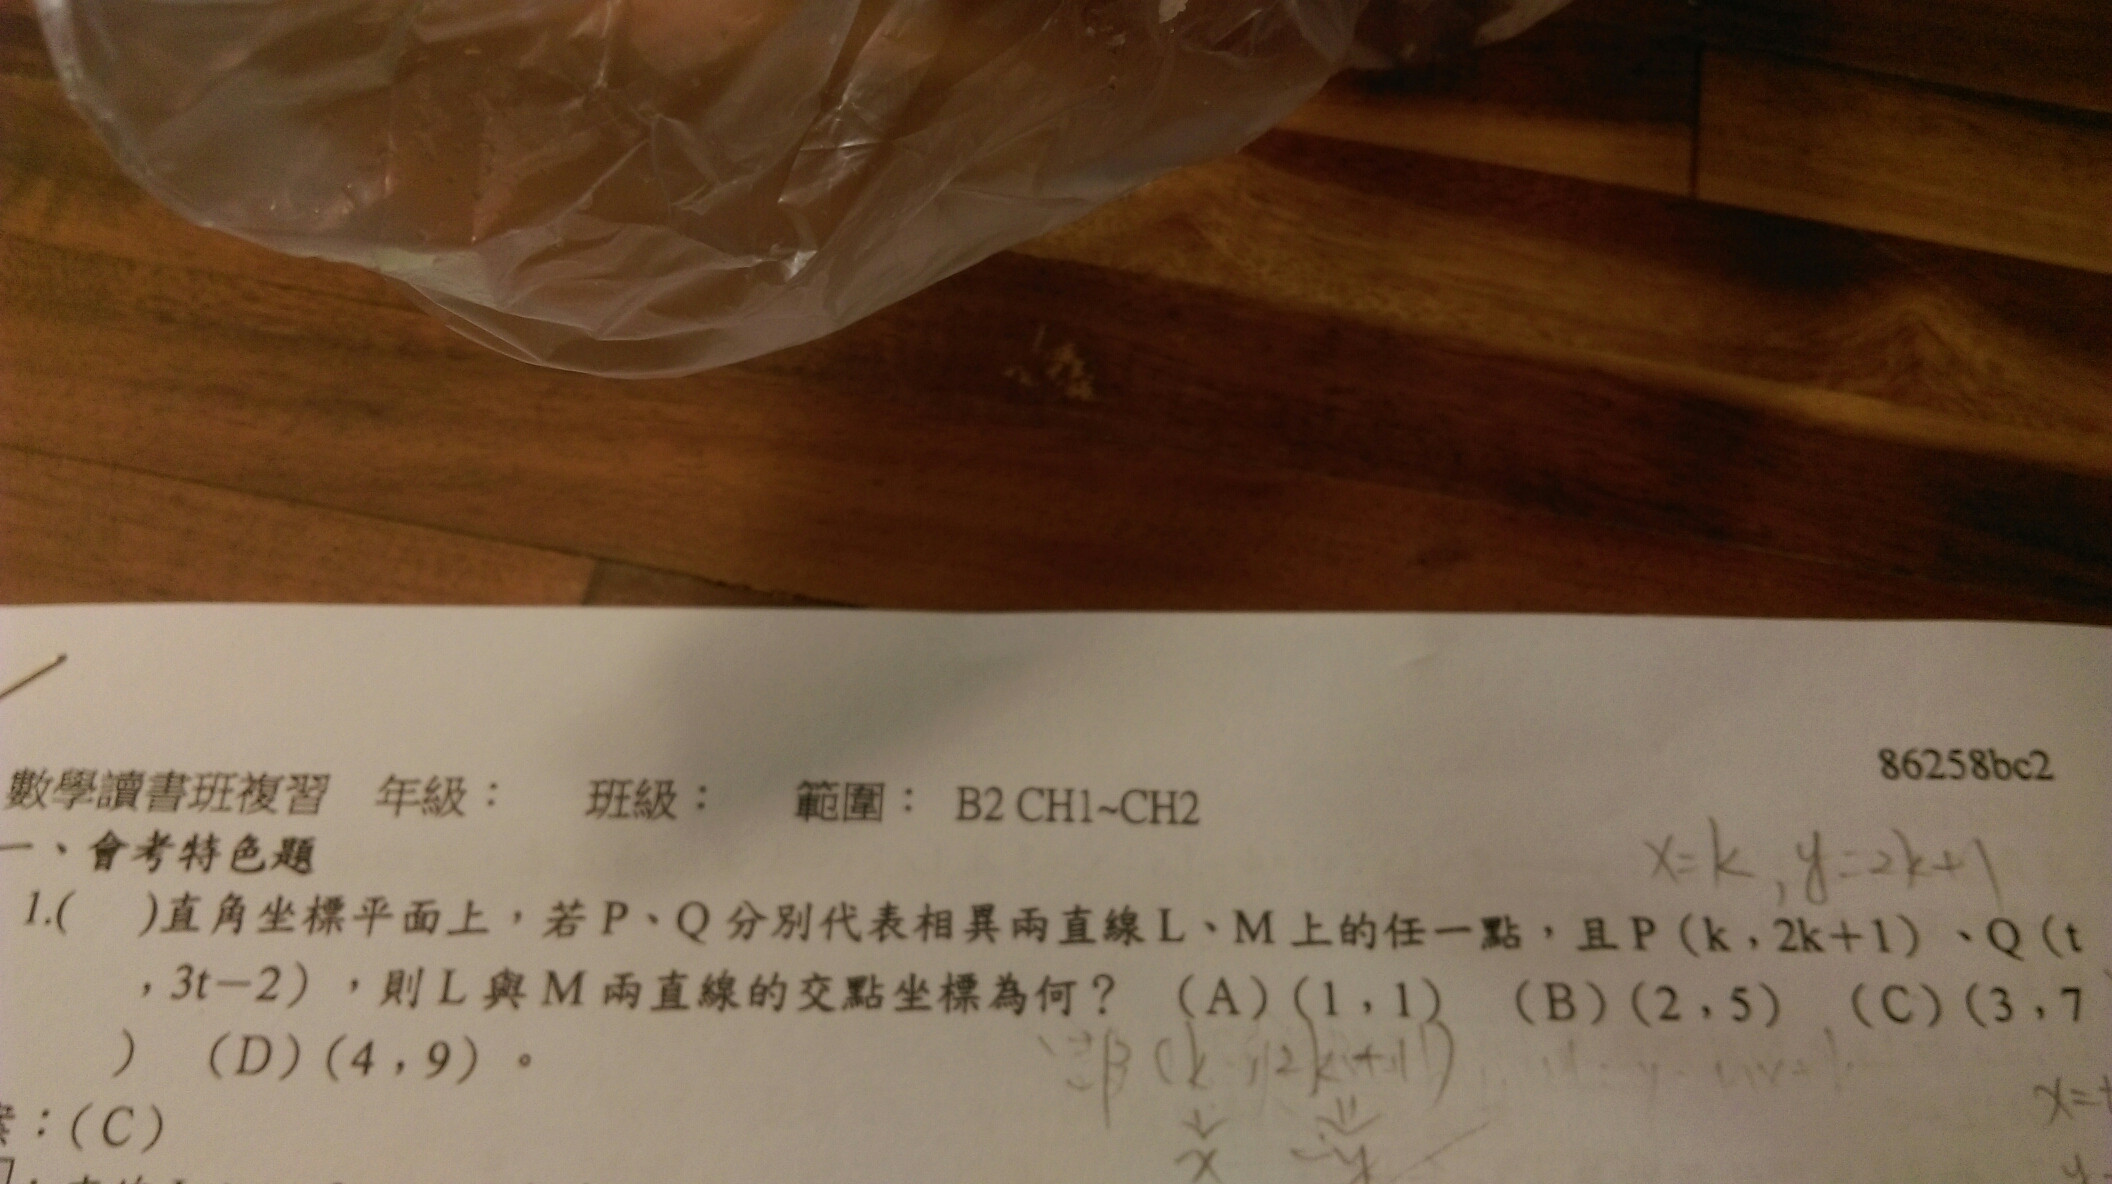 86258bc2
數學讀書班複習 年級： 班級： 範圍： B2 CH1~CH2
一、會考特色題
x=k, y=2k+1
1.( )直角坐標平面上，若P、Q分別代表相異兩直線L、M上的任一點，且P（k，2k+1）、Q（t
，3t－2），則L與M兩直線的交點坐標為何？ （A）（1，1） （B）（2，5） （C）（3，7
） （D）（4，9）。
(k, 2k+1)
：（C）
x=t
x